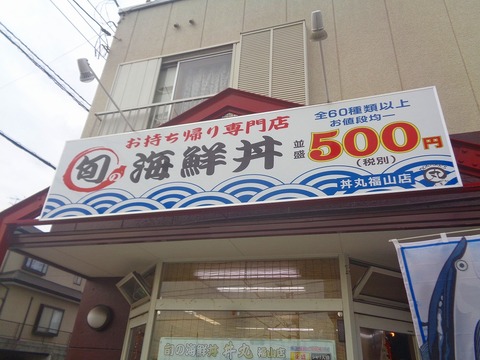 お持ち帰り専門店
旬の海鮮丼
全60種類以上
お値段均一
並盛500円
(税別)
丼丸福山店
旬の海鮮丼 丼丸 福山店